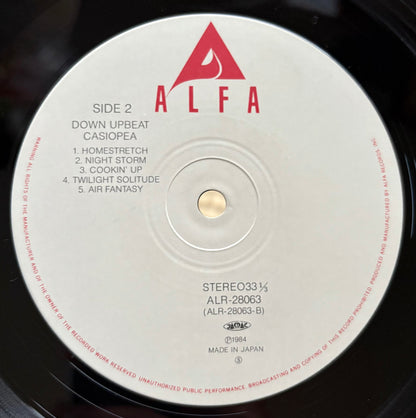 ALFA
SIDE 2
DOWN UPBEAT
CASIOPEA
1. HOMESTRETCH
2. NIGHT STORM
3. COOKIN' UP
4. TWILIGHT SOLITUDE
5. AIR FANTASY
STEREO 33 1/3
ALR-28063
(ALR-28063-B)
Ⓟ1984
MADE IN JAPAN
Ⓢ
WARNING: ALL RIGHTS OF THE MANUFACTURER AND OF THE OWNER OF THE RECORDED WORK RESERVED. UNAUTHORIZED PUBLIC PERFORMANCE, BROADCASTING AND COPYING OF THIS RECORD PROHIBITED. PRODUCED AND MANUFACTURED BY ALFA RECORDS, INC.